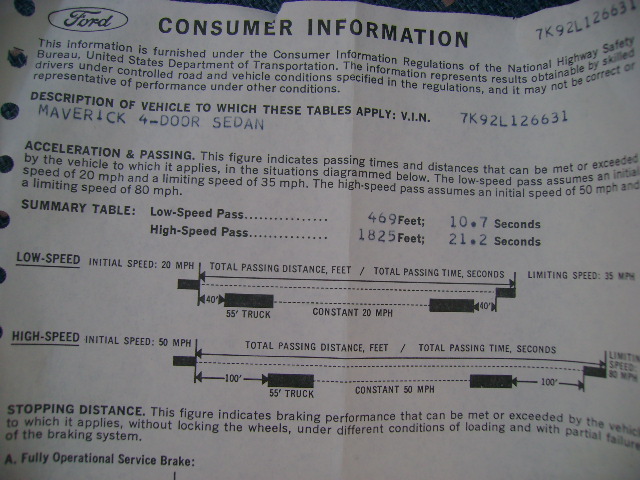 Ford
CONSUMER INFORMATION
7K92L126631
This information is furnished under the Consumer Information Regulations of the National Highway Safety
Bureau, United States Department of Transportation. The information represents results obtainable by skilled
drivers under controlled road and vehicle conditions specified in the regulations, and it may not be correct or
representative of performance under other conditions.
DESCRIPTION OF VEHICLE TO WHICH THESE TABLES APPLY: V.I.N. 7K92L126631
MAVERICK 4-DOOR SEDAN
ACCELERATION & PASSING. This figure indicates passing times and distances that can be met or exceeded
by the vehicle to which it applies, in the situations diagrammed below. The low-speed pass assumes an initial
speed of 20 mph and a limiting speed of 35 mph. The high-speed pass assumes an initial speed of 50 mph and
a limiting speed of 80 mph.
SUMMARY TABLE: Low-Speed Pass............... 469Feet; 10.7 Seconds
High-Speed Pass.............. 1825Feet; 21.2 Seconds
LOW-SPEED INITIAL SPEED: 20 MPH TOTAL PASSING DISTANCE, FEET / TOTAL PASSING TIME, SECONDS LIMITING SPEED: 35 MPH
40' 40'
55' TRUCK CONSTANT 20 MPH
HIGH-SPEED INITIAL SPEED: 50 MPH TOTAL PASSING DISTANCE, FEET / TOTAL PASSING TIME, SECONDS LIMITING
SPEED:
80 MPH
100' 100'
55' TRUCK CONSTANT 50 MPH
STOPPING DISTANCE. This figure indicates braking performance that can be met or exceeded by the vehicle
to which it applies, without locking the wheels, under different conditions of loading and with partial failure
of the braking system.
A. Fully Operational Service Brake: